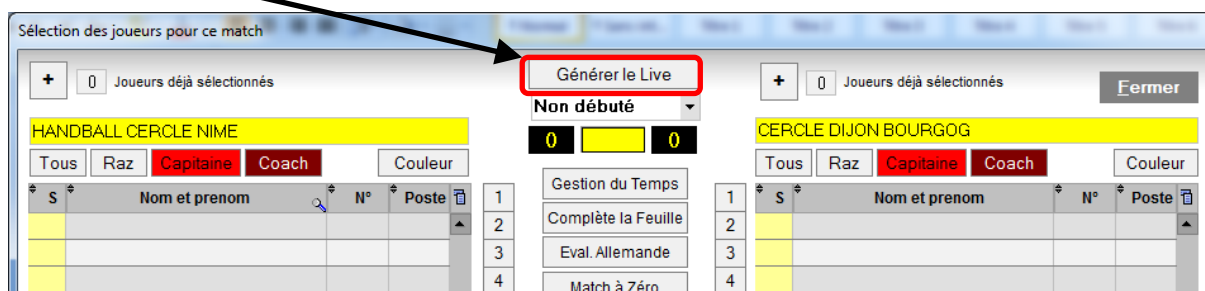 Sélection des joueurs pour ce match
+ 0 Joueurs déjà sélectionnés
Générer le Live
+ 0 Joueurs déjà sélectionnés
Fermer
Non débuté
HANDBALL CERCLE NIME
0 0
CERCLE DIJON BOURGOG
Tous Raz Capitaine Coach Couleur
Tous Raz Capitaine Coach Couleur
S Nom et prenom N° Poste
Gestion du Temps
S Nom et prenom N° Poste
1 1
2 Complète la Feuille 2
3 Eval. Allemande 3
4 Match à Zéro 4